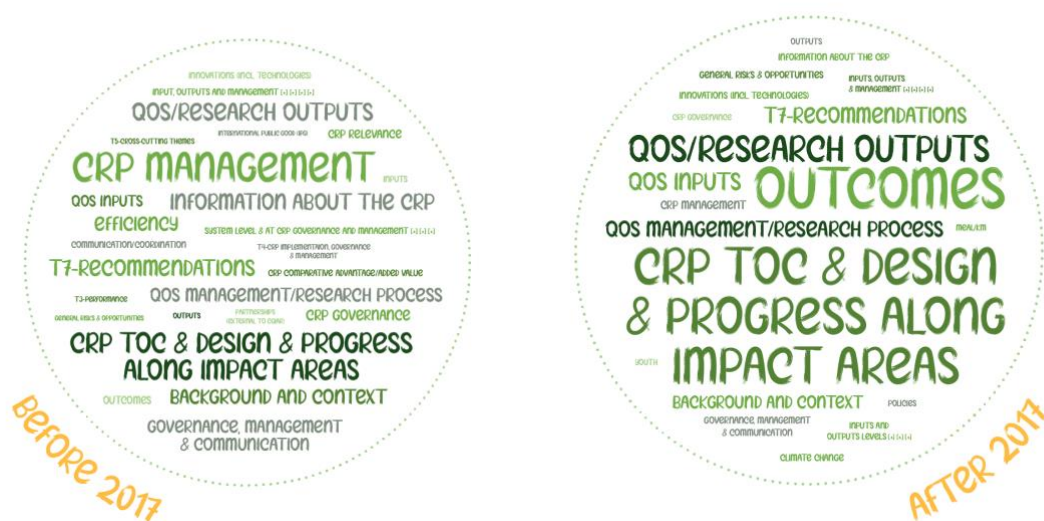 INNOVATIONS (INCL. TECHNOLOGIES)
INPUT, OUTPUTS AND MANAGEMENT (+) (+) (+) (+)
QOS/RESEARCH OUTPUTS
INTERNATIONAL PUBLIC GOOD (IPG)
CRP RELEVANCE
T5-CROSS-CUTTING THEMES
CRP MANAGEMENT
INPUTS
QOS INPUTS
INFORMATION ABOUT THE CRP
EFFICIENCY
SYSTEM LEVEL & AT CRP GOVERNANCE AND MANAGEMENT (+) (+) (+)
COMMUNICATION/COORDINATION
& MANAGEMENT
T7-RECOMMENDATIONS
CRP COMPARATIVE ADVANTAGE/ADDED VALUE
T3-PERFORMANCE
QOS MANAGEMENT/RESEARCH PROCESS
GENERAL RISKS & OPPORTUNITIES
OUTPUTS
PARTNERSHIPS
(EXTERNAL TO CGIAR)
CRP GOVERNANCE
CRP TOC & DESIGN & PROGRESS
ALONG IMPACT AREAS
OUTCOMES
BACKGROUND AND CONTEXT
GOVERNANCE, MANAGEMENT
& COMMUNICATION
BEFORE 2017
OUTPUTS
INFORMATION ABOUT THE CRP
GENERAL RISKS & OPPORTUNITIES
INPUTS, OUTPUTS
& MANAGEMENT (+) (+) (+) (+)
INNOVATIONS (INCL. TECHNOLOGIES)
CRP GOVERNANCE
T7-RECOMMENDATIONS
QOS/RESEARCH OUTPUTS
QOS INPUTS
OUTCOMES
CRP MANAGEMENT
QOS MANAGEMENT/RESEARCH PROCESS
CRP TOC & DESIGN
& PROGRESS ALONG
IMPACT AREAS
YOUTH
BACKGROUND AND CONTEXT
POLICIES
GOVERNANCE, MANAGEMENT
& COMMUNICATION
INPUTS AND
OUTPUTS LEVELS (+) (+) (+)
CLIMATE CHANGE
AFTER 2017